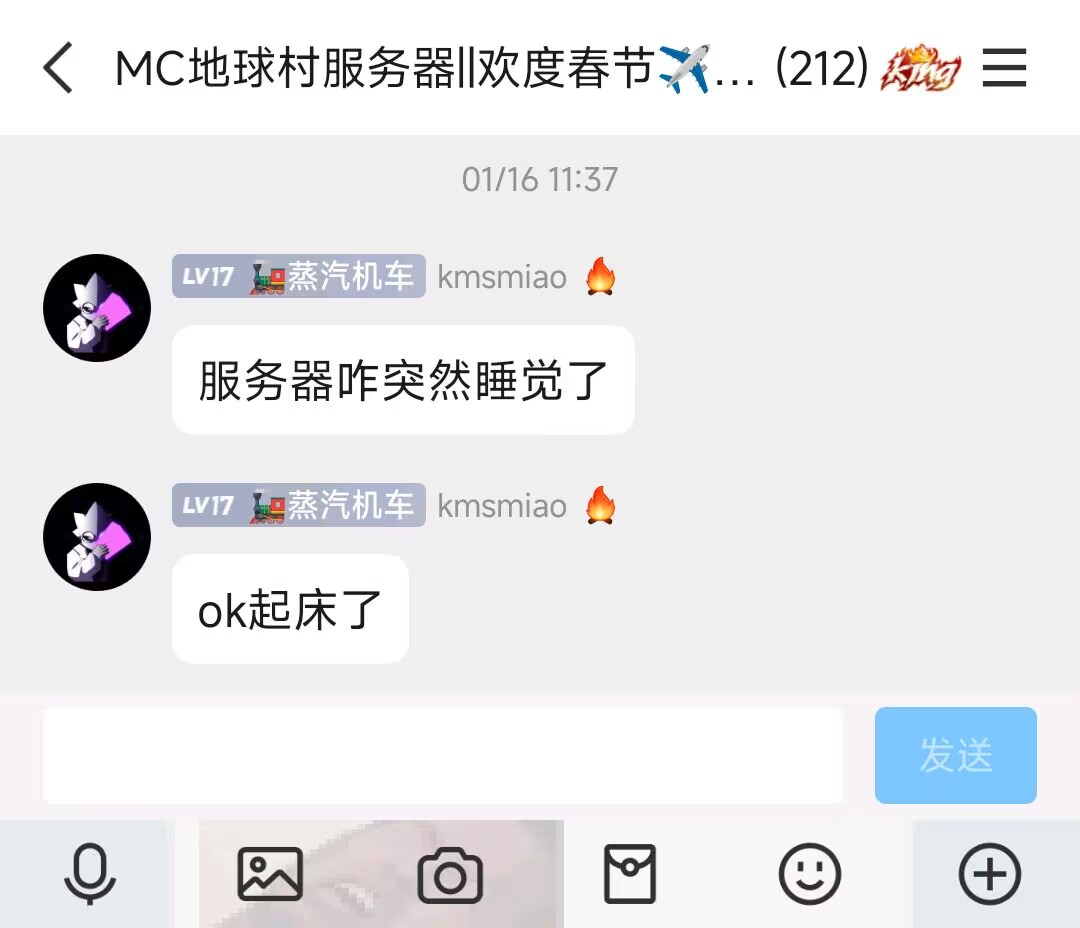 MC地球村服务器||欢度春节✈️... (212) King
01/16 11:37
LV17 🚂蒸汽机车 kmsmiao 🔥
服务器咋突然睡觉了
LV17 🚂蒸汽机车 kmsmiao 🔥
ok起床了
发送